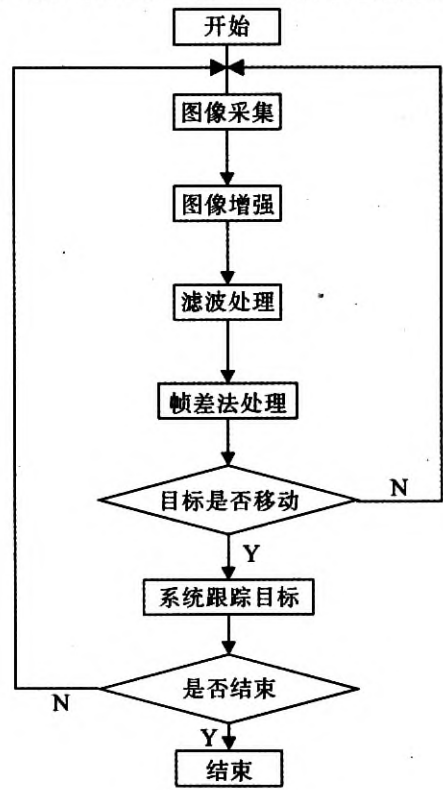 开始
图像采集
图像增强
滤波处理
帧差法处理
目标是否移动
N
Y
系统跟踪目标
是否结束
N
Y
结束